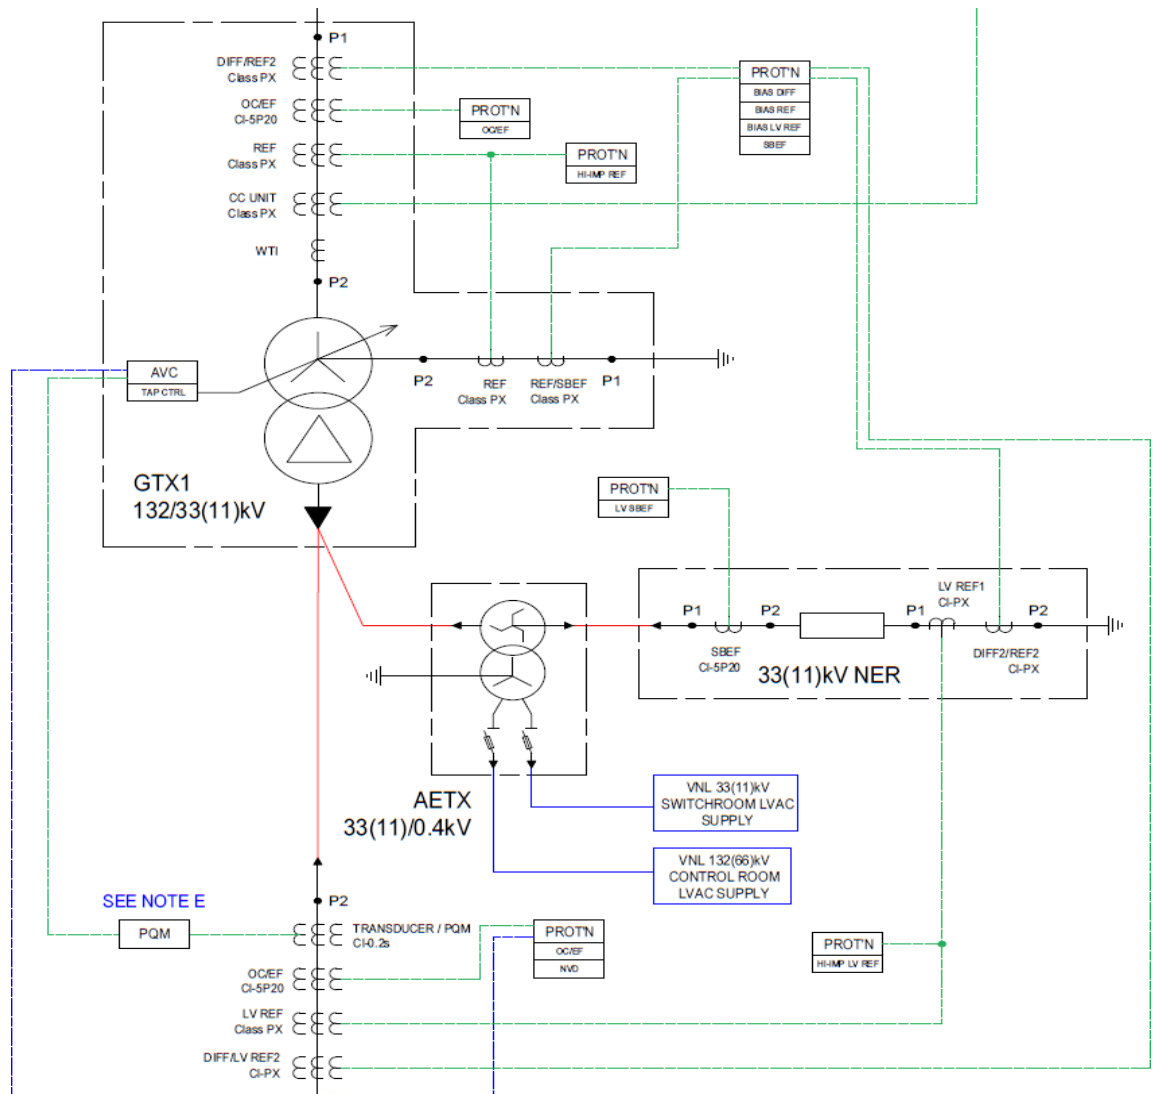 P1
DIFF/REF2
Class PX
OC/EF
Cl-5P20
REF
Class PX
CC UNIT
Class PX
WTI
P2
PROT'N
OC/EF
PROT'N
HI-IMP REF
PROT'N
BIAS DIFF
BIAS REF
BIAS LV REF
SBEF
AVC
TAP CTRL
P2
REF
Class PX
REF/SBEF
Class PX
P1
GTX1
132/33(11)kV
PROT'N
LV SBEF
P1
P2
SBEF
Cl-5P20
P1
LV REF1
Cl-PX
P2
DIFF2/REF2
Cl-PX
33(11)kV NER
AETX
33(11)/0.4kV
VNL 33(11)kV
SWITCHROOM LVAC
SUPPLY
VNL 132(66)kV
CONTROL ROOM
LVAC SUPPLY
SEE NOTE E
PQM
P2
TRANSDUCER / PQM
Cl-0.2s
OC/EF
Cl-5P20
LV REF
Class PX
DIFF/LV REF2
Cl-PX
PROT'N
OC/EF
NVD
PROT'N
HI-IMP LV REF